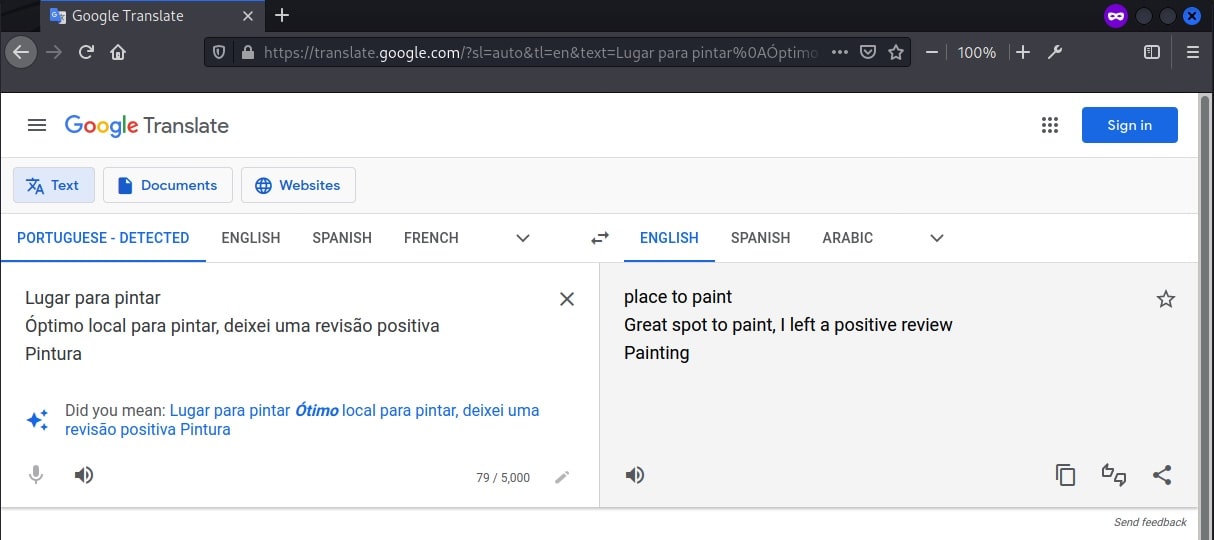 Google Translate
https://translate.google.com/?sl=auto&tl=en&text=Lugar para pintar%0AÓptimo
100%
Google Translate
Sign in
Text
Documents
Websites
PORTUGUESE - DETECTED ENGLISH SPANISH FRENCH
ENGLISH SPANISH ARABIC
Lugar para pintar
Óptimo local para pintar, deixei uma revisão positiva
Pintura
place to paint
Great spot to paint, I left a positive review
Painting
Did you mean: Lugar para pintar Ótimo local para pintar, deixei uma
revisão positiva Pintura
79 / 5,000
Send feedback